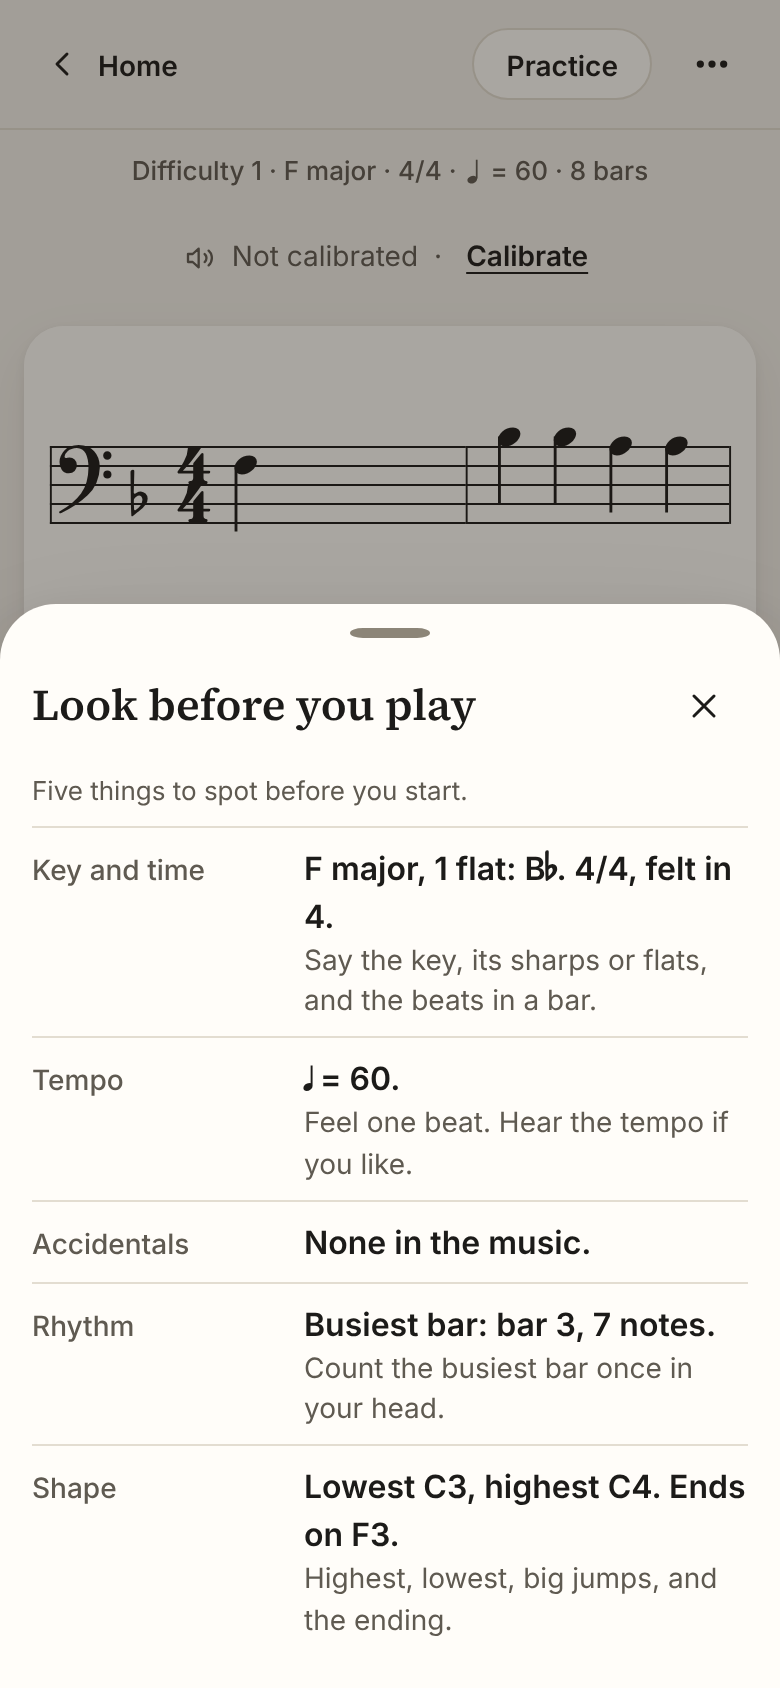 Home
Practice
Difficulty 1 · F major · 4/4 · ♩ = 60 · 8 bars
Not calibrated · Calibrate
4
4
Look before you play
Five things to spot before you start.
Key and time
F major, 1 flat: B♭. 4/4, felt in
4.
Say the key, its sharps or flats,
and the beats in a bar.
Tempo
♩ = 60.
Feel one beat. Hear the tempo if
you like.
Accidentals
None in the music.
Rhythm
Busiest bar: bar 3, 7 notes.
Count the busiest bar once in
your head.
Shape
Lowest C3, highest C4. Ends
on F3.
Highest, lowest, big jumps, and
the ending.